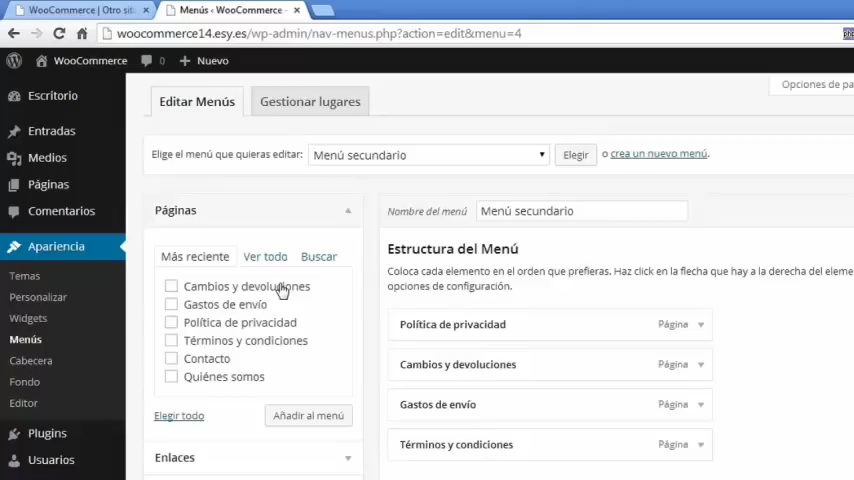 WooCommerce | Otro siti
Menús ‹ WooCommerce -
woocommerce14.esy.es/wp-admin/nav-menus.php?action=edit&menu=4
php
WooCommerce 0 + Nuevo
Escritorio
Entradas
Medios
Páginas
Comentarios
Apariencia
Temas
Personalizar
Widgets
Menús
Cabecera
Fondo
Editor
Plugins
Usuarios
Opciones de pa
Editar Menús
Gestionar lugares
Elige el menú que quieras editar: Menú secundario Elegir o crea un nuevo menú.
Páginas
Más reciente Ver todo Buscar
Cambios y devoluciones
Gastos de envío
Política de privacidad
Términos y condiciones
Contacto
Quiénes somos
Elegir todo Añadir al menú
Enlaces
Nombre del menú Menú secundario
Estructura del Menú
Coloca cada elemento en el orden que prefieras. Haz click en la flecha que hay a la derecha del eleme
opciones de configuración.
Política de privacidad Página
Cambios y devoluciones Página
Gastos de envío Página
Términos y condiciones Página